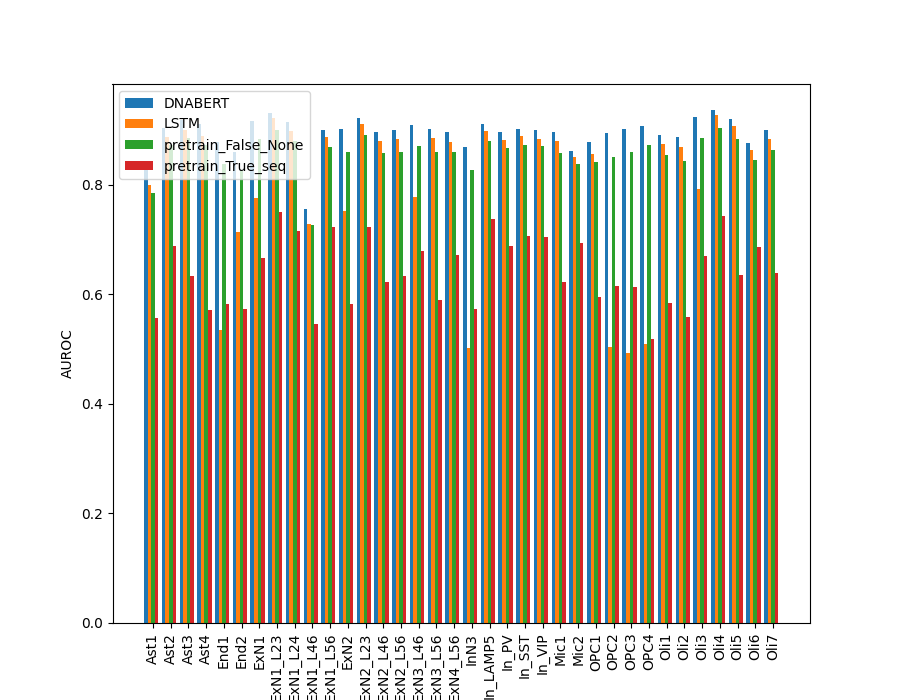 DNABERT
LSTM
pretrain_False_None
pretrain_True_seq
AUROC
0.8
0.6
0.4
0.2
0.0
Ast1
Ast2
Ast3
Ast4
End1
End2
ExN1
ExN1_L23
ExN1_L24
ExN1_L46
ExN1_L56
ExN2
ExN2_L23
ExN2_L46
ExN2_L56
ExN3_L46
ExN3_L56
ExN4_L56
InN3
In_LAMP5
In_PV
In_SST
In_VIP
Mic1
Mic2
OPC1
OPC2
OPC3
OPC4
Oli1
Oli2
Oli3
Oli4
Oli5
Oli6
Oli7